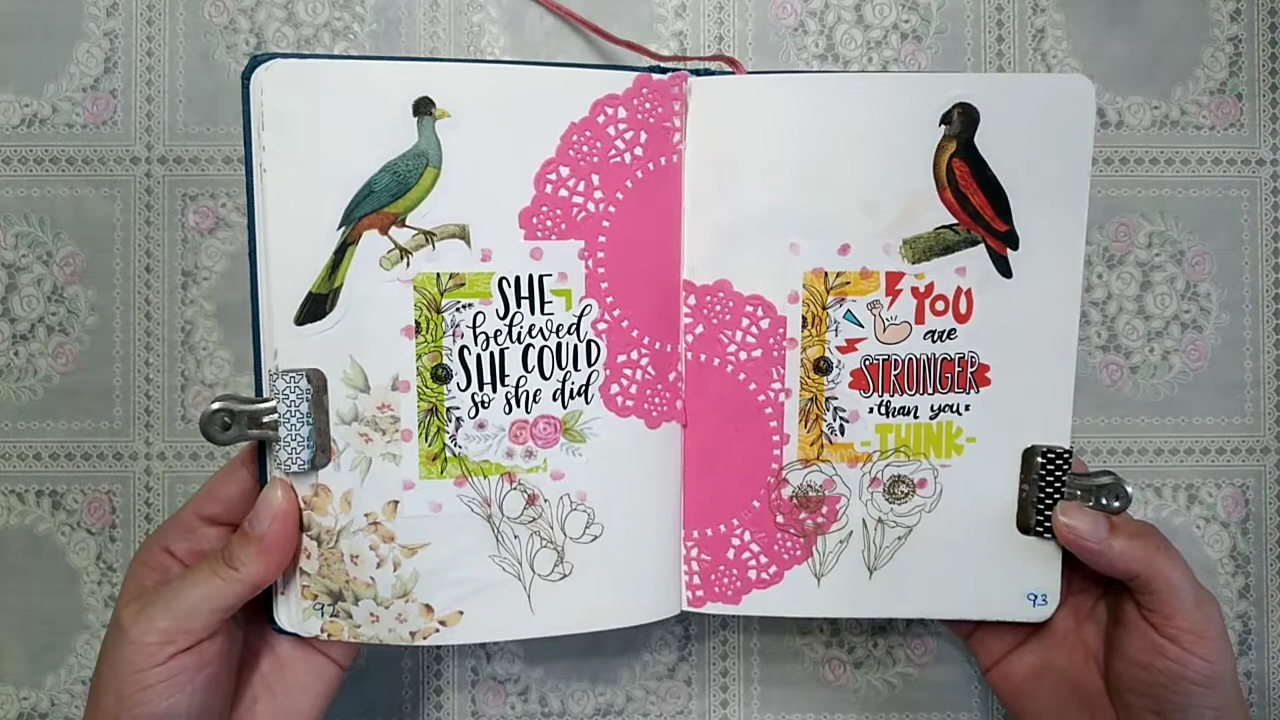 SHE
believed
SHE COULD
so she did
92
YOU
are
STRONGER
than you
-THINK-
93